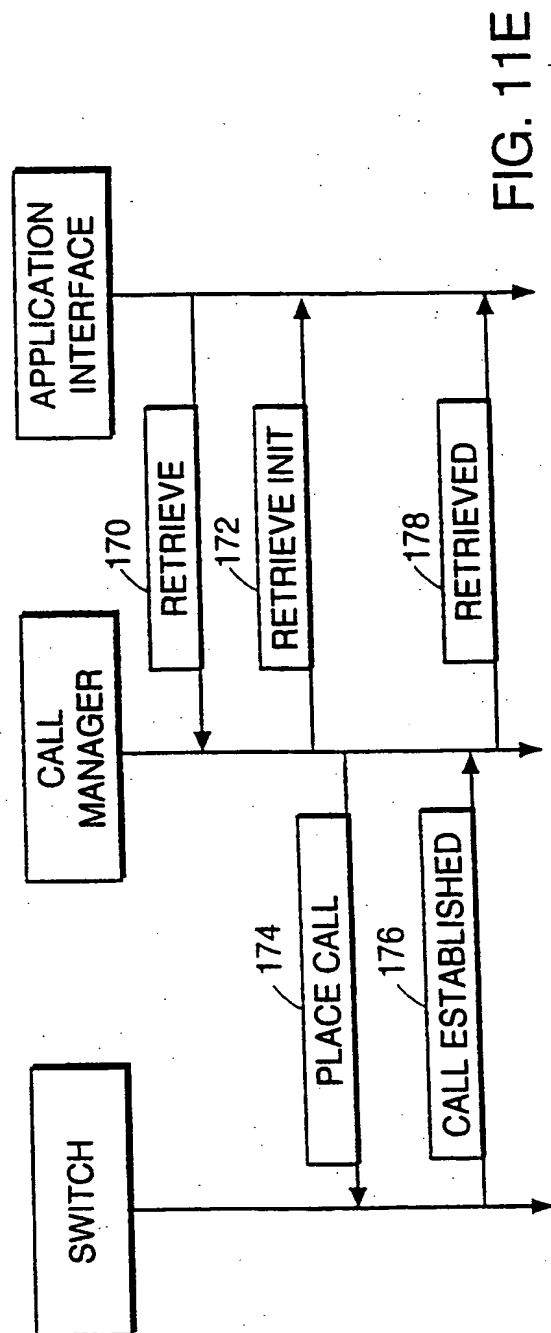 SWITCH
CALL
MANAGER
APPLICATION
INTERFACE
170
RETRIEVE
172
RETRIEVE INIT
174
PLACE CALL
176
CALL ESTABLISHED
178
RETRIEVED
FIG. 11E